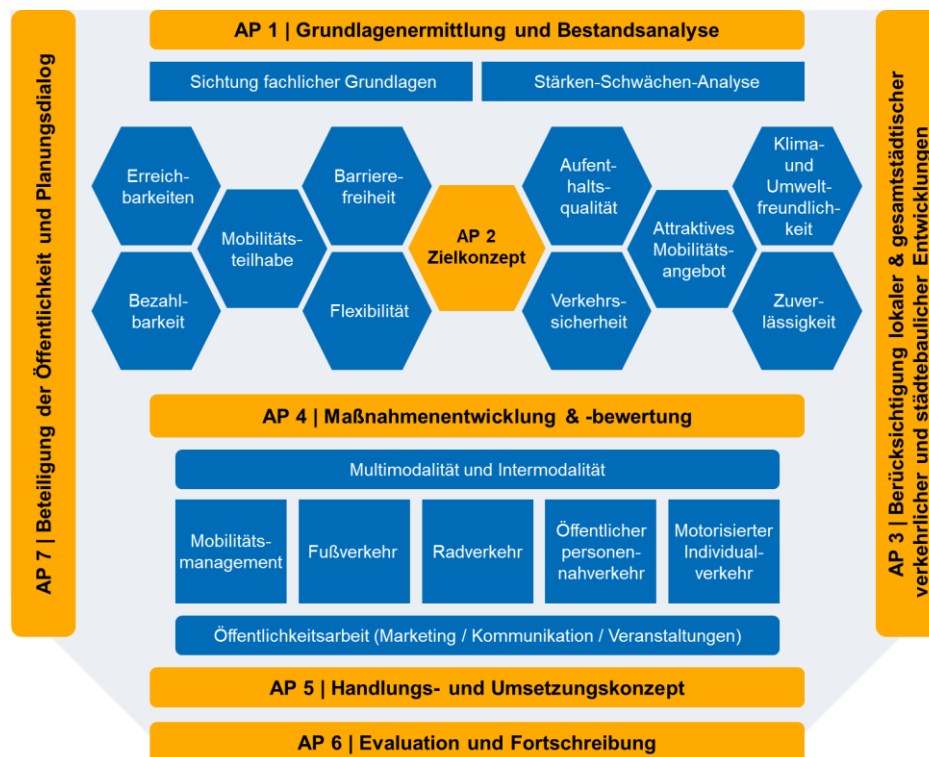 AP 1 | Grundlagenermittlung und Bestandsanalyse
Sichtung fachlicher Grundlagen
Stärken-Schwächen-Analyse
Erreich-
barkeiten
Mobilitäts-
teilhabe
Bezahl-
barkeit
Barriere-
freiheit
Flexibilität
AP 2
Zielkonzept
Aufent-
halts-
qualität
Verkehrs-
sicherheit
Attraktives
Mobilitäts-
angebot
Klima-
und
Umwelt-
freundlich-
keit
Zuver-
lässigkeit
AP 4 | Maßnahmenentwicklung & -bewertung
Multimodalität und Intermodalität
Mobilitäts-
management
Fußverkehr
Radverkehr
Öffentlicher
personen-
nahverkehr
Motorisierter
Individual-
verkehr
Öffentlichkeitsarbeit (Marketing / Kommunikation / Veranstaltungen)
AP 5 | Handlungs- und Umsetzungskonzept
AP 6 | Evaluation und Fortschreibung
AP 7 | Beteiligung der Öffentlichkeit und Planungsdialog
AP 3 | Berücksichtigung lokaler & gesamtstädtischer
verkehrlicher und städtebaulicher Entwicklungen